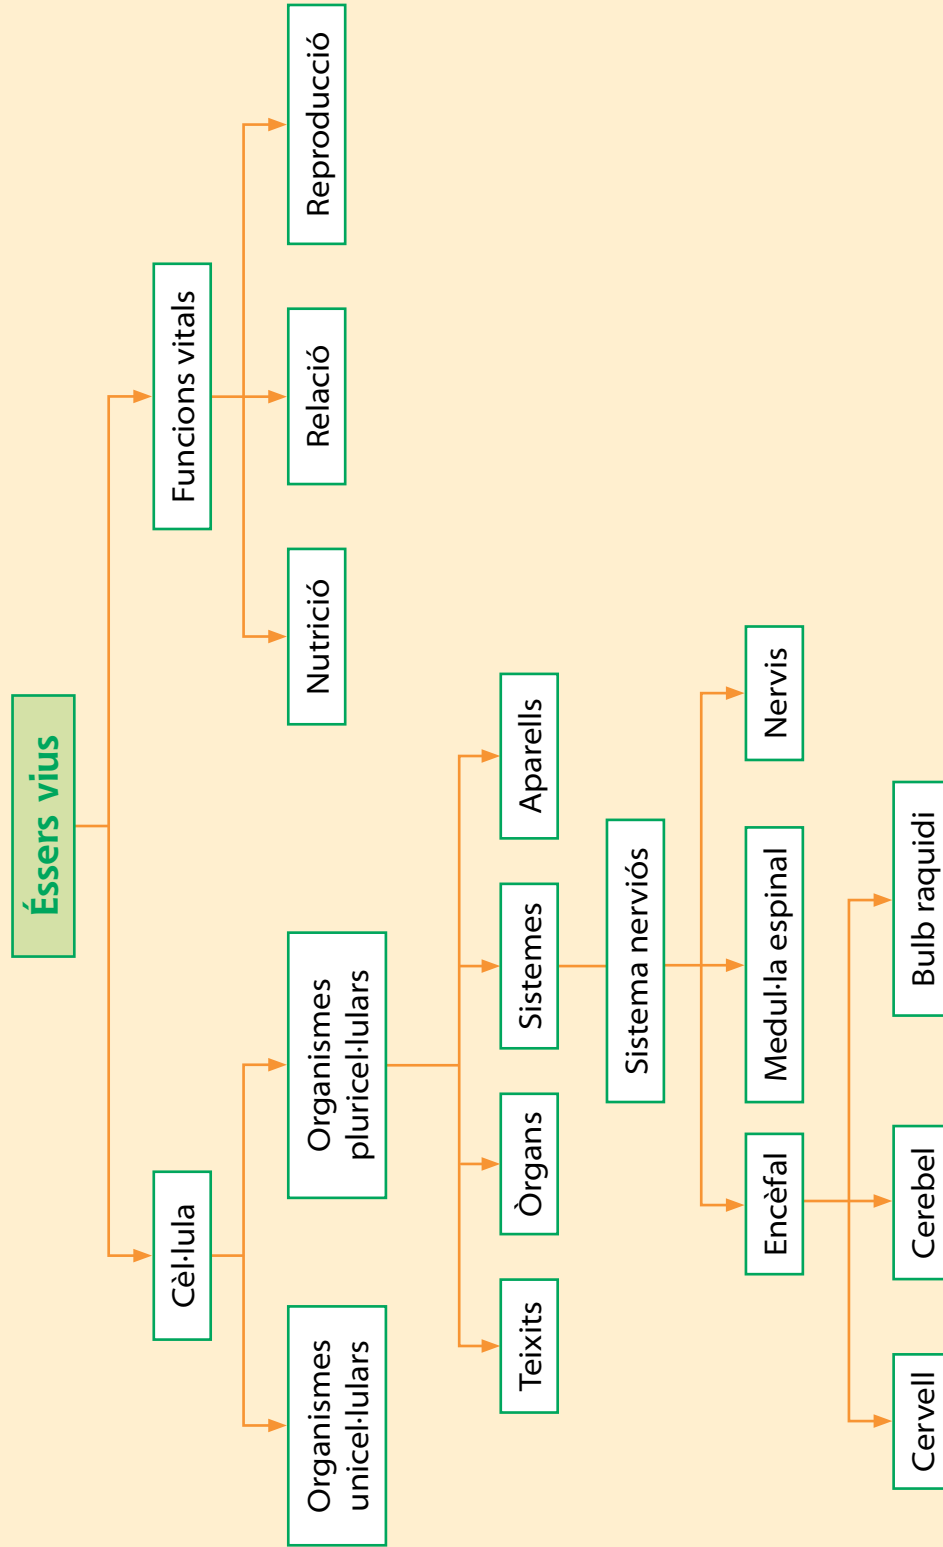 Éssers vius
Cèl·lula
Funcions vitals
Organismes
unicel·lulars
Organismes
pluricel·lulars
Nutrició
Relació
Reproducció
Teixits
Òrgans
Sistemes
Aparells
Sistema nerviós
Encèfal
Medul·la espinal
Nervis
Cervell
Cerebel
Bulb raquidi